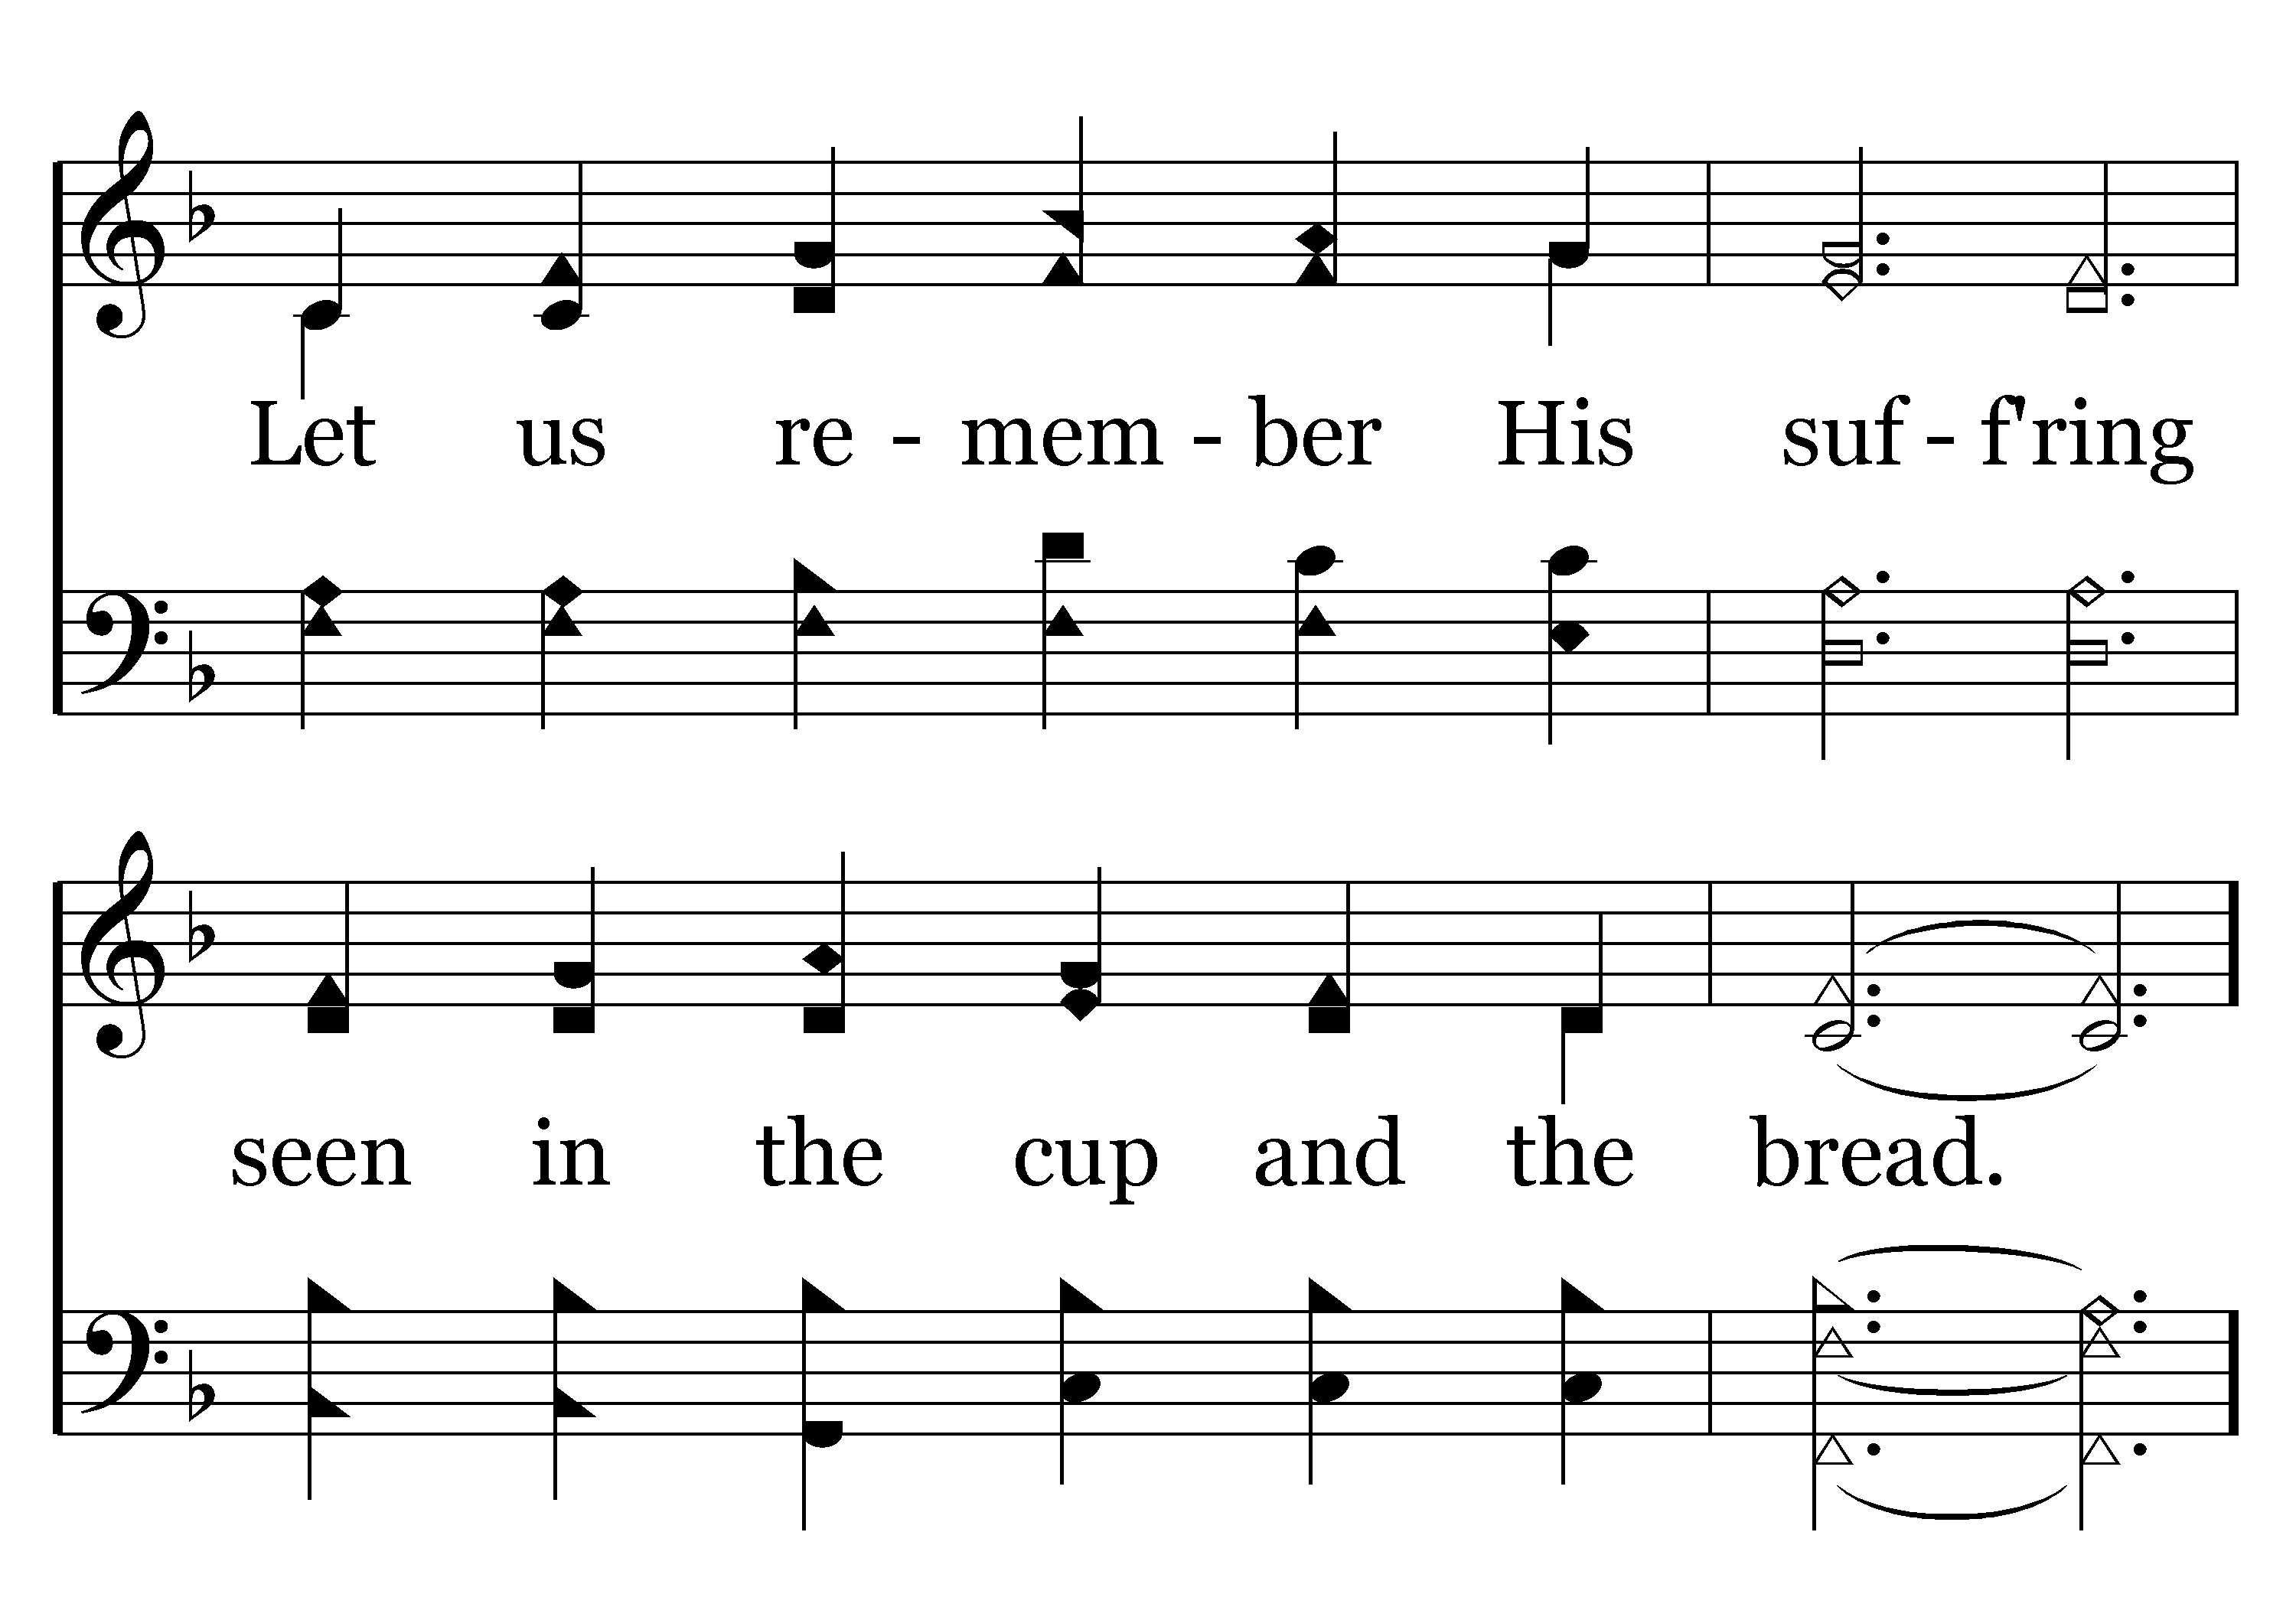 Let us re - mem - ber His suf - f'ring
seen in the cup and the bread.